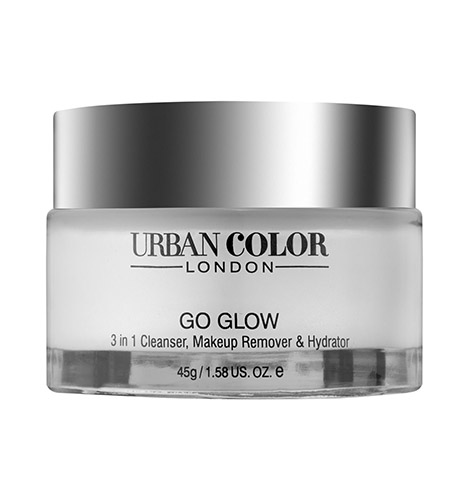 URBAN COLOR
LONDON
GO GLOW
3 in 1 Cleanser, Makeup Remover & Hydrator
45g/1.58 US. OZ. e